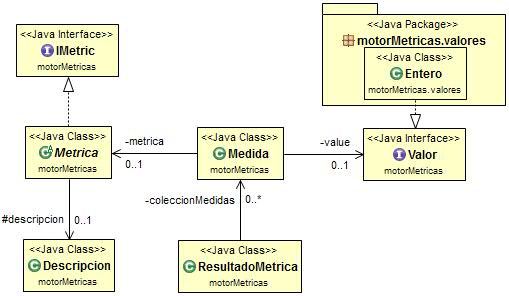 <<Java Interface>>
IMetric
motorMetricas
<<Java Package>>
motorMetricas.valores
<<Java Class>>
Entero
motorMetricas.valores
<<Java Class>>
Metrica
motorMetricas
-metrica
0..1
<<Java Class>>
Medida
motorMetricas
-value
0..1
<<Java Interface>>
Valor
motorMetricas
#descripcion
0..1
-coleccionMedidas
0..*
<<Java Class>>
Descripcion
motorMetricas
<<Java Class>>
ResultadoMetrica
motorMetricas